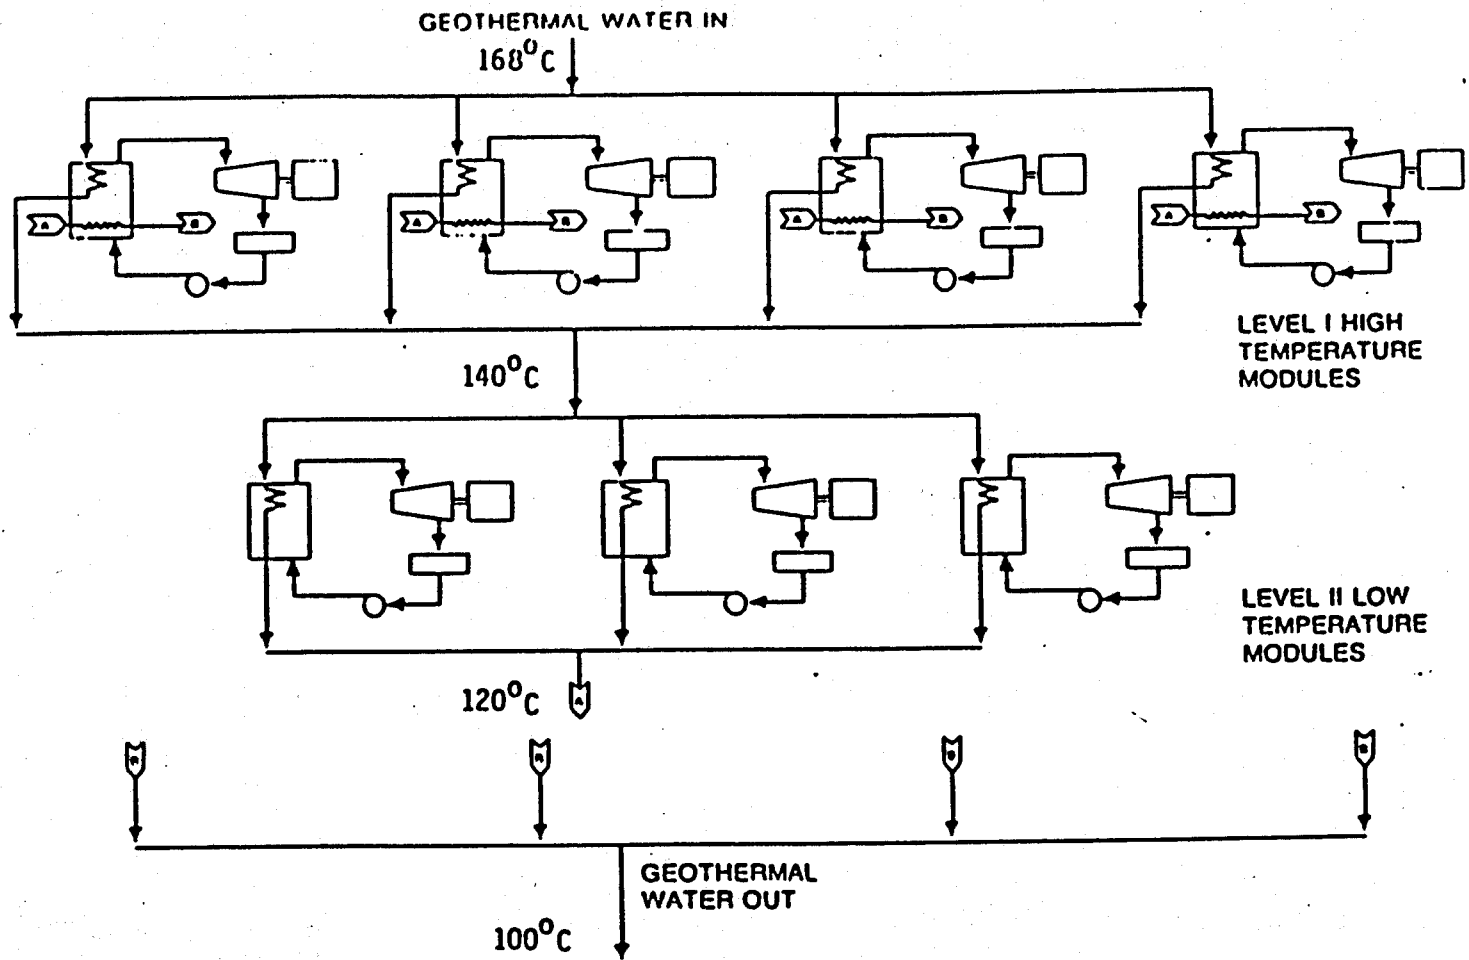 GEOTHERMAL WATER IN
168°C
A B A B A B A B
LEVEL I HIGH
TEMPERATURE
MODULES
140°C
LEVEL II LOW
TEMPERATURE
MODULES
120°C
A
B B B B
GEOTHERMAL
WATER OUT
100°C